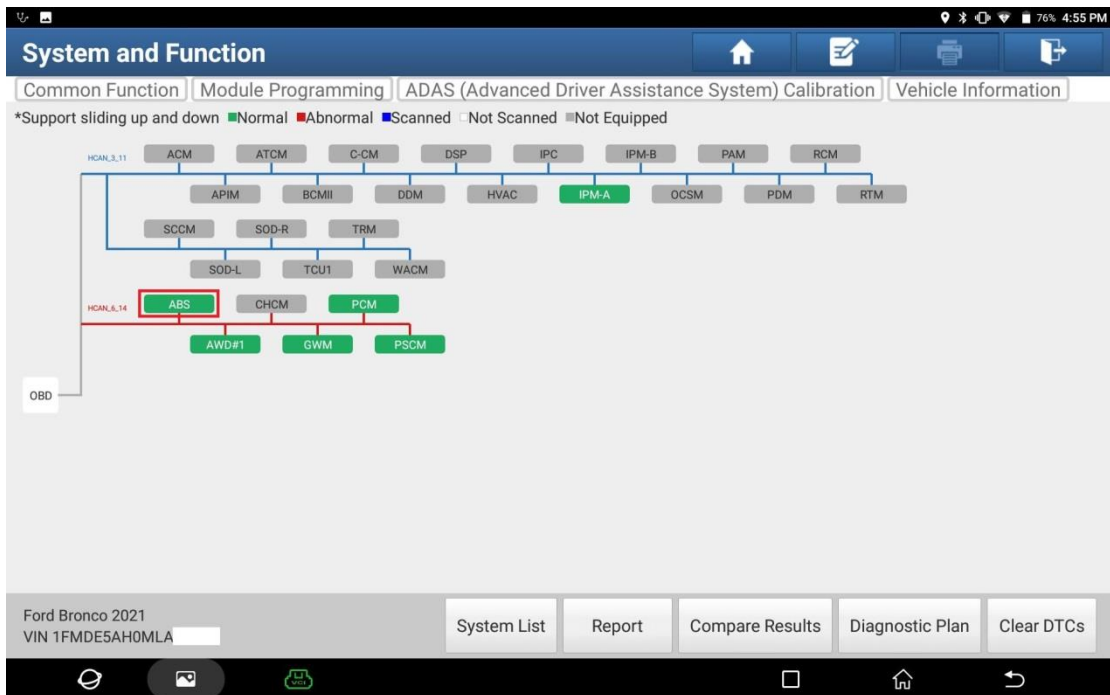 76% 4:55 PM
System and Function
Common Function Module Programming ADAS (Advanced Driver Assistance System) Calibration Vehicle Information
*Support sliding up and down Normal Abnormal Scanned Not Scanned Not Equipped
HCAN_3_11 ACM ATCM C-CM DSP IPC IPM-B PAM RCM
APIM BCMII DDM HVAC IPM-A OCSM PDM RTM
SCCM SOD-R TRM
SOD-L TCU1 WACM
HCAN_6_14 ABS CHCM PCM
AWD#1 GWM PSCM
OBD
Ford Bronco 2021
VIN 1FMDE5AH0MLA
System List Report Compare Results Diagnostic Plan Clear DTCs
VCI